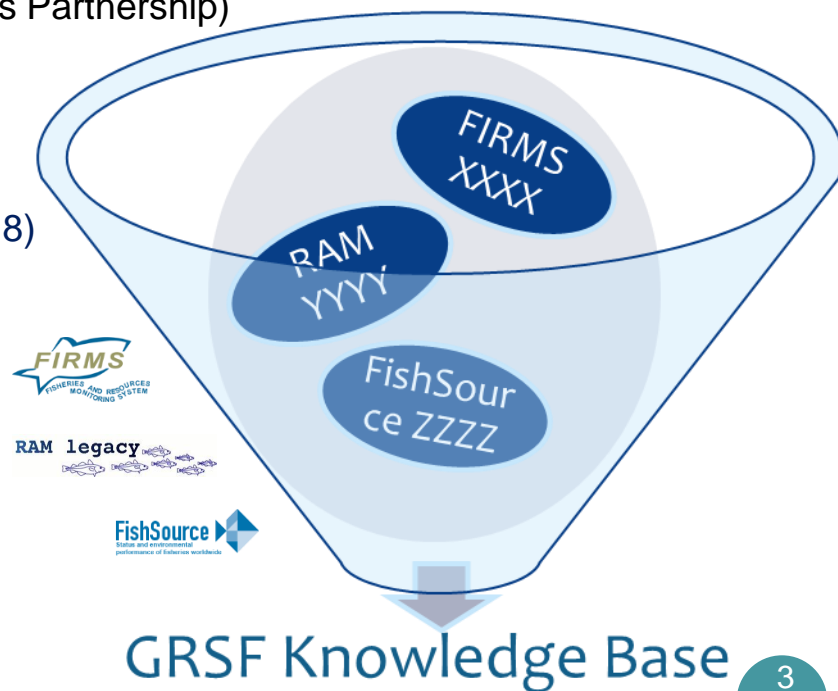 s Partnership)
8)
FIRMS
XXXX
RAM
YYYY
FishSour
ce ZZZZ
FIRMS
FISHERIES AND RESOURCES
MONITORING SYSTEM
RAM legacy
FishSource
Status and environmental
performance of fisheries worldwide
GRSF Knowledge Base
3